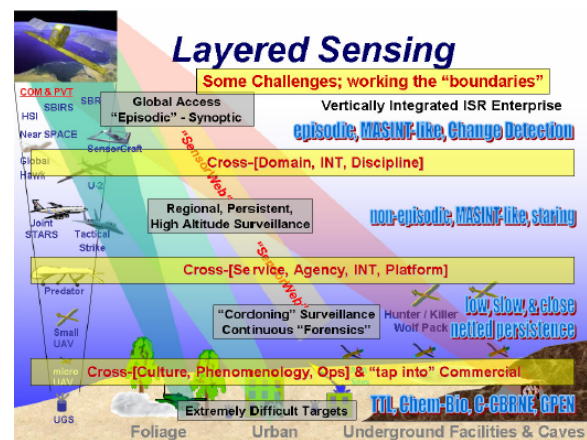 Layered Sensing
Some Challenges; working the “boundaries”
COM & PVT
SBIRS
SBR
HSI
Near SPACE
SensorCraft
Global Access
“Episodic” - Synoptic
Vertically Integrated ISR Enterprise
episodic, MASINT-like, Change Detection
"SensorWeb"
Cross-[Domain, INT, Discipline]
Global
Hawk
U-2
Regional, Persistent,
High Altitude Surveillance
non-episodic, MASINT-like, staring
Joint
STARS
Tactical
Strike
"SensorWeb"
Cross-[Service, Agency, INT, Platform]
Predator
“Cordoning” Surveillance
Continuous “Forensics”
Hunter / Killer
Wolf Pack
low, slow, & close
netted persistence
Small
UAV
Cross-[Culture, Phenomenology, Ops] & “tap into” Commercial
micro
UAV
UGS
Extremely Difficult Targets
TTL, Chem-Bio, C-CBRNE, GPEN
Foliage
Urban
Underground Facilities & Caves